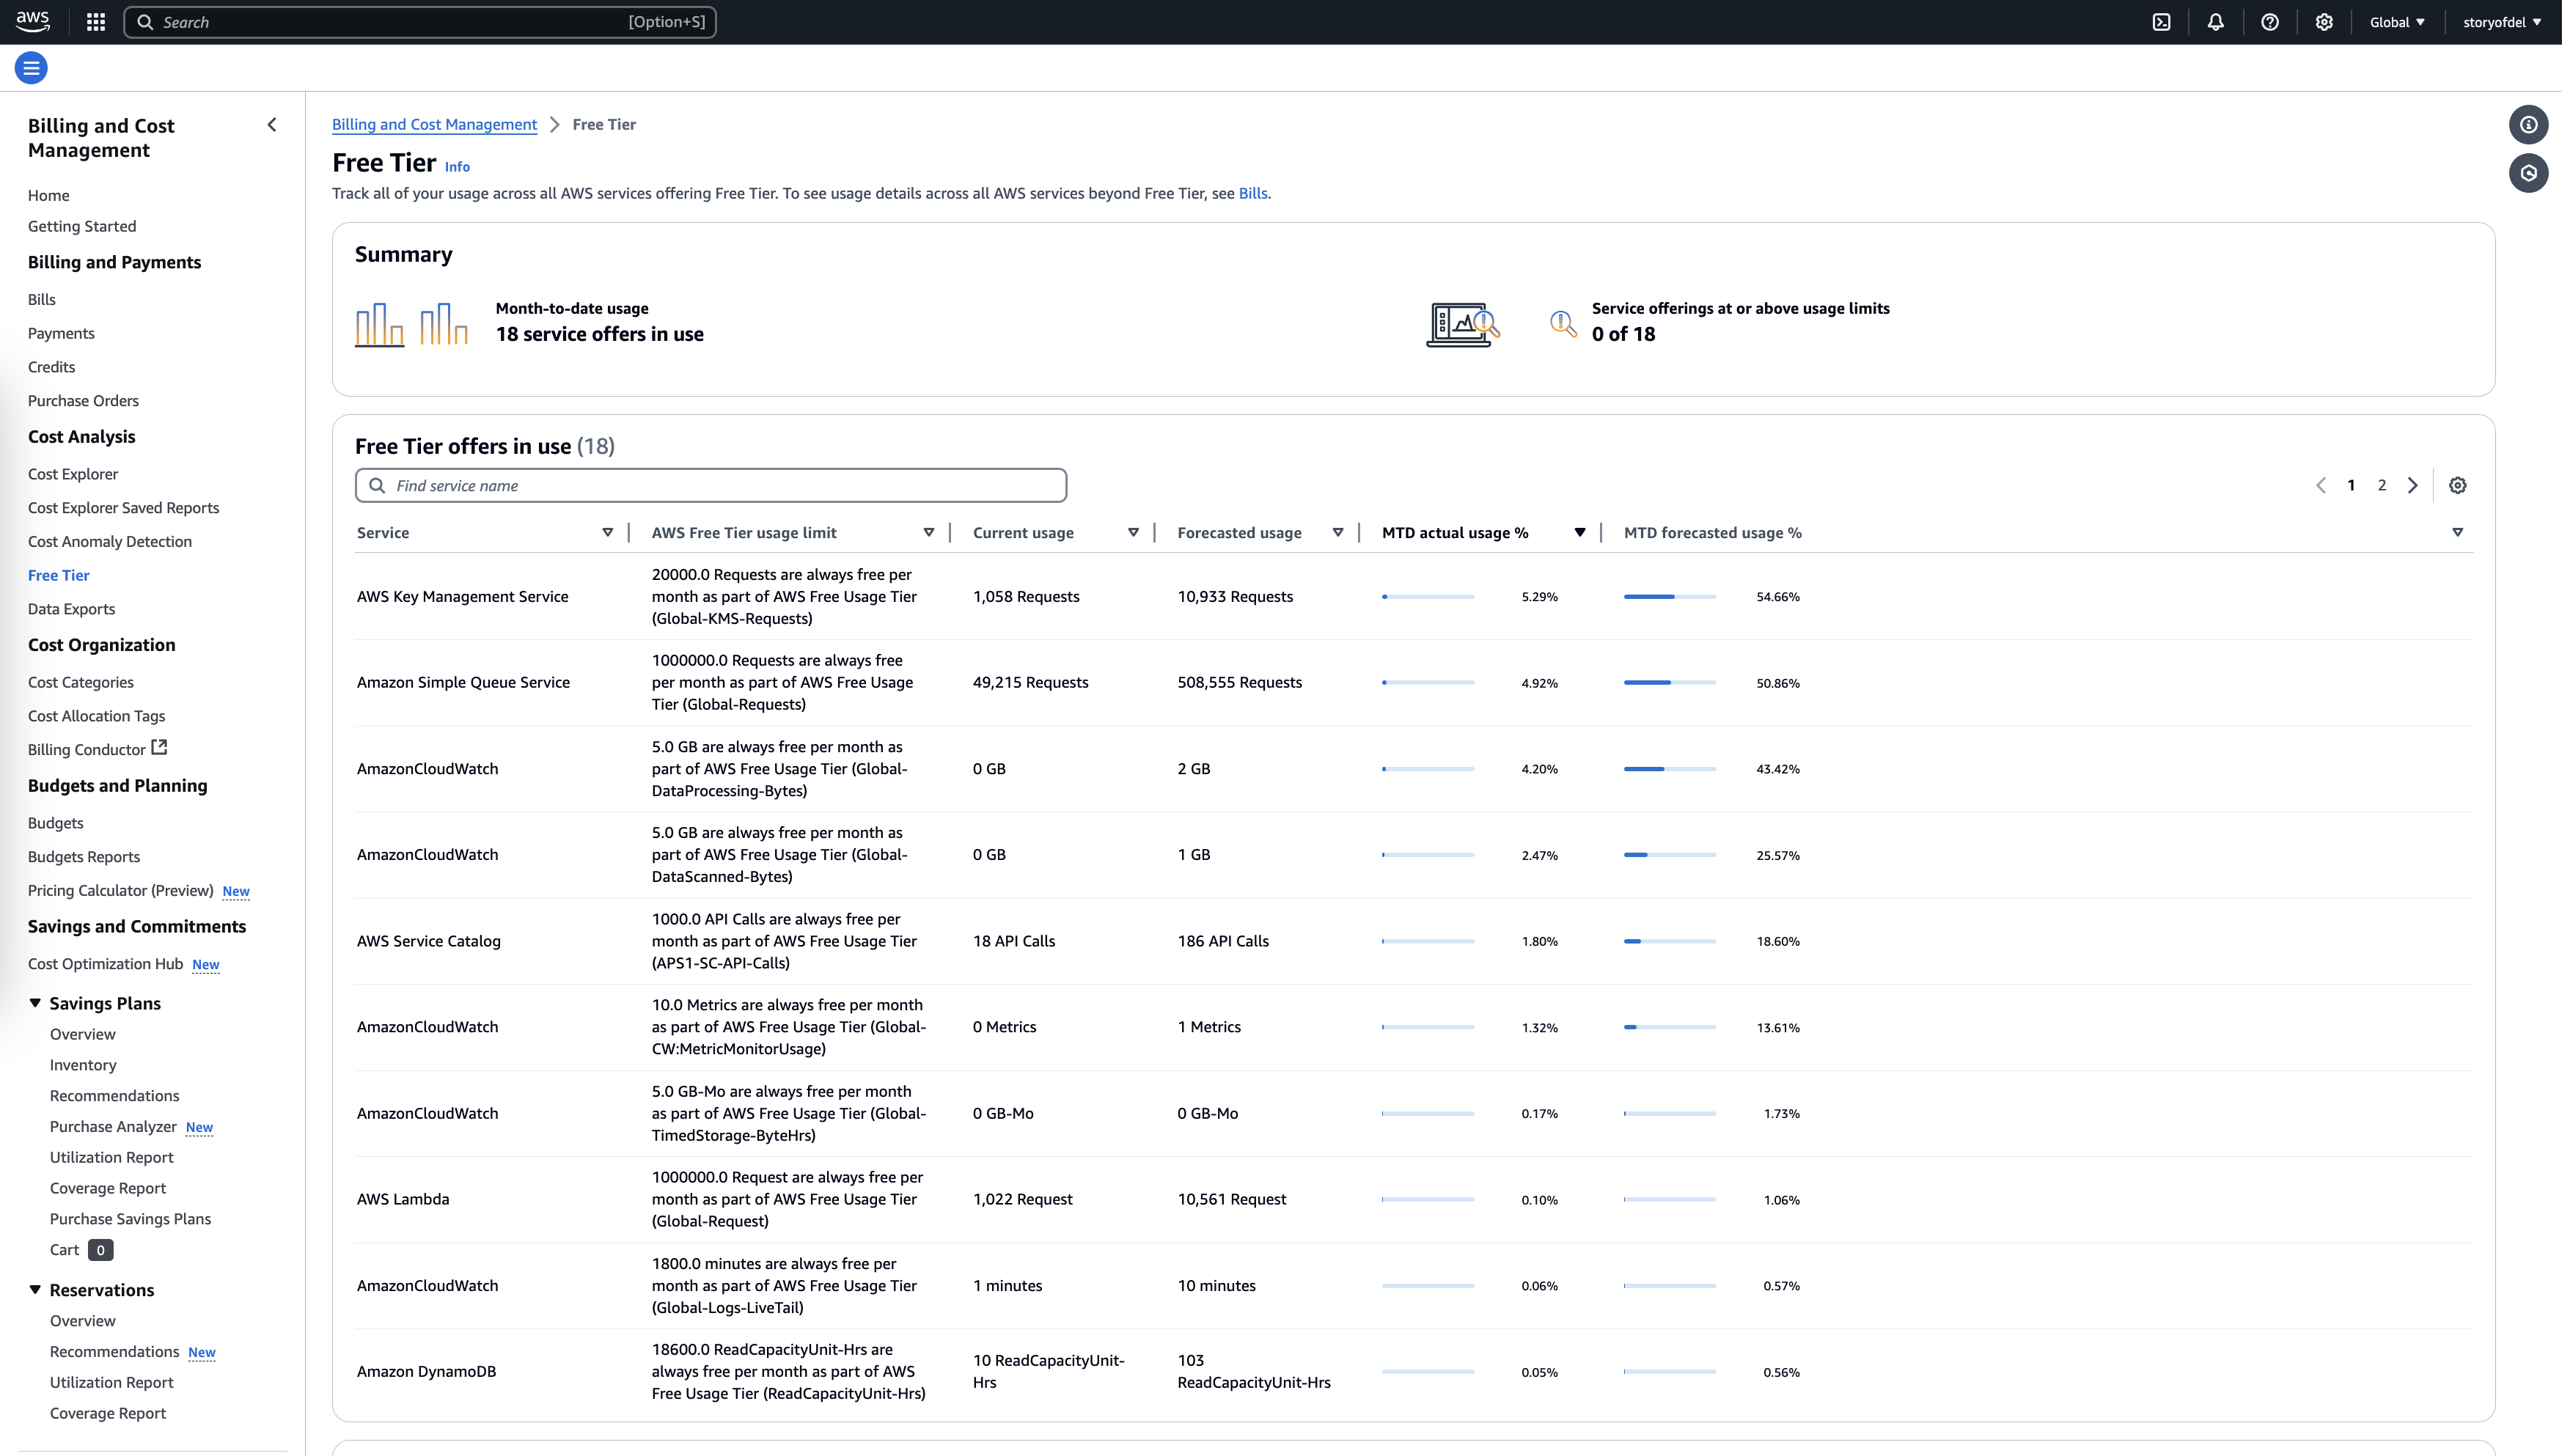 aws
Search [Option+S]
Global
storyofdel
Billing and Cost
Management
Home
Getting Started
Billing and Payments
Bills
Payments
Credits
Purchase Orders
Cost Analysis
Cost Explorer
Cost Explorer Saved Reports
Cost Anomaly Detection
Free Tier
Data Exports
Cost Organization
Cost Categories
Cost Allocation Tags
Billing Conductor
Budgets and Planning
Budgets
Budgets Reports
Pricing Calculator (Preview) New
Savings and Commitments
Cost Optimization Hub New
Savings Plans
Overview
Inventory
Recommendations
Purchase Analyzer New
Utilization Report
Coverage Report
Purchase Savings Plans
Cart 0
Reservations
Overview
Recommendations New
Utilization Report
Coverage Report
Billing and Cost Management > Free Tier
Free Tier Info
Track all of your usage across all AWS services offering Free Tier. To see usage details across all AWS services beyond Free Tier, see Bills.
Summary
Month-to-date usage
18 service offers in use
Service offerings at or above usage limits
0 of 18
Free Tier offers in use (18)
Find service name
1 2
Service AWS Free Tier usage limit Current usage Forecasted usage MTD actual usage % MTD forecasted usage %
AWS Key Management Service
20000.0 Requests are always free per
month as part of AWS Free Usage Tier
(Global-KMS-Requests)
1,058 Requests
10,933 Requests
5.29%
54.66%
Amazon Simple Queue Service
1000000.0 Requests are always free
per month as part of AWS Free Usage
Tier (Global-Requests)
49,215 Requests
508,555 Requests
4.92%
50.86%
AmazonCloudWatch
5.0 GB are always free per month as
part of AWS Free Usage Tier (Global-
DataProcessing-Bytes)
0 GB
2 GB
4.20%
43.42%
AmazonCloudWatch
5.0 GB are always free per month as
part of AWS Free Usage Tier (Global-
DataScanned-Bytes)
0 GB
1 GB
2.47%
25.57%
AWS Service Catalog
1000.0 API Calls are always free per
month as part of AWS Free Usage Tier
(APS1-SC-API-Calls)
18 API Calls
186 API Calls
1.80%
18.60%
AmazonCloudWatch
10.0 Metrics are always free per month
as part of AWS Free Usage Tier (Global-
CW:MetricMonitorUsage)
0 Metrics
1 Metrics
1.32%
13.61%
AmazonCloudWatch
5.0 GB-Mo are always free per month
as part of AWS Free Usage Tier (Global-
TimedStorage-ByteHrs)
0 GB-Mo
0 GB-Mo
0.17%
1.73%
AWS Lambda
1000000.0 Request are always free per
month as part of AWS Free Usage Tier
(Global-Request)
1,022 Request
10,561 Request
0.10%
1.06%
AmazonCloudWatch
1800.0 minutes are always free per
month as part of AWS Free Usage Tier
(Global-Logs-LiveTail)
1 minutes
10 minutes
0.06%
0.57%
Amazon DynamoDB
18600.0 ReadCapacityUnit-Hrs are
always free per month as part of AWS
Free Usage Tier (ReadCapacityUnit-Hrs)
10 ReadCapacityUnit-
Hrs
103
ReadCapacityUnit-Hrs
0.05%
0.56%